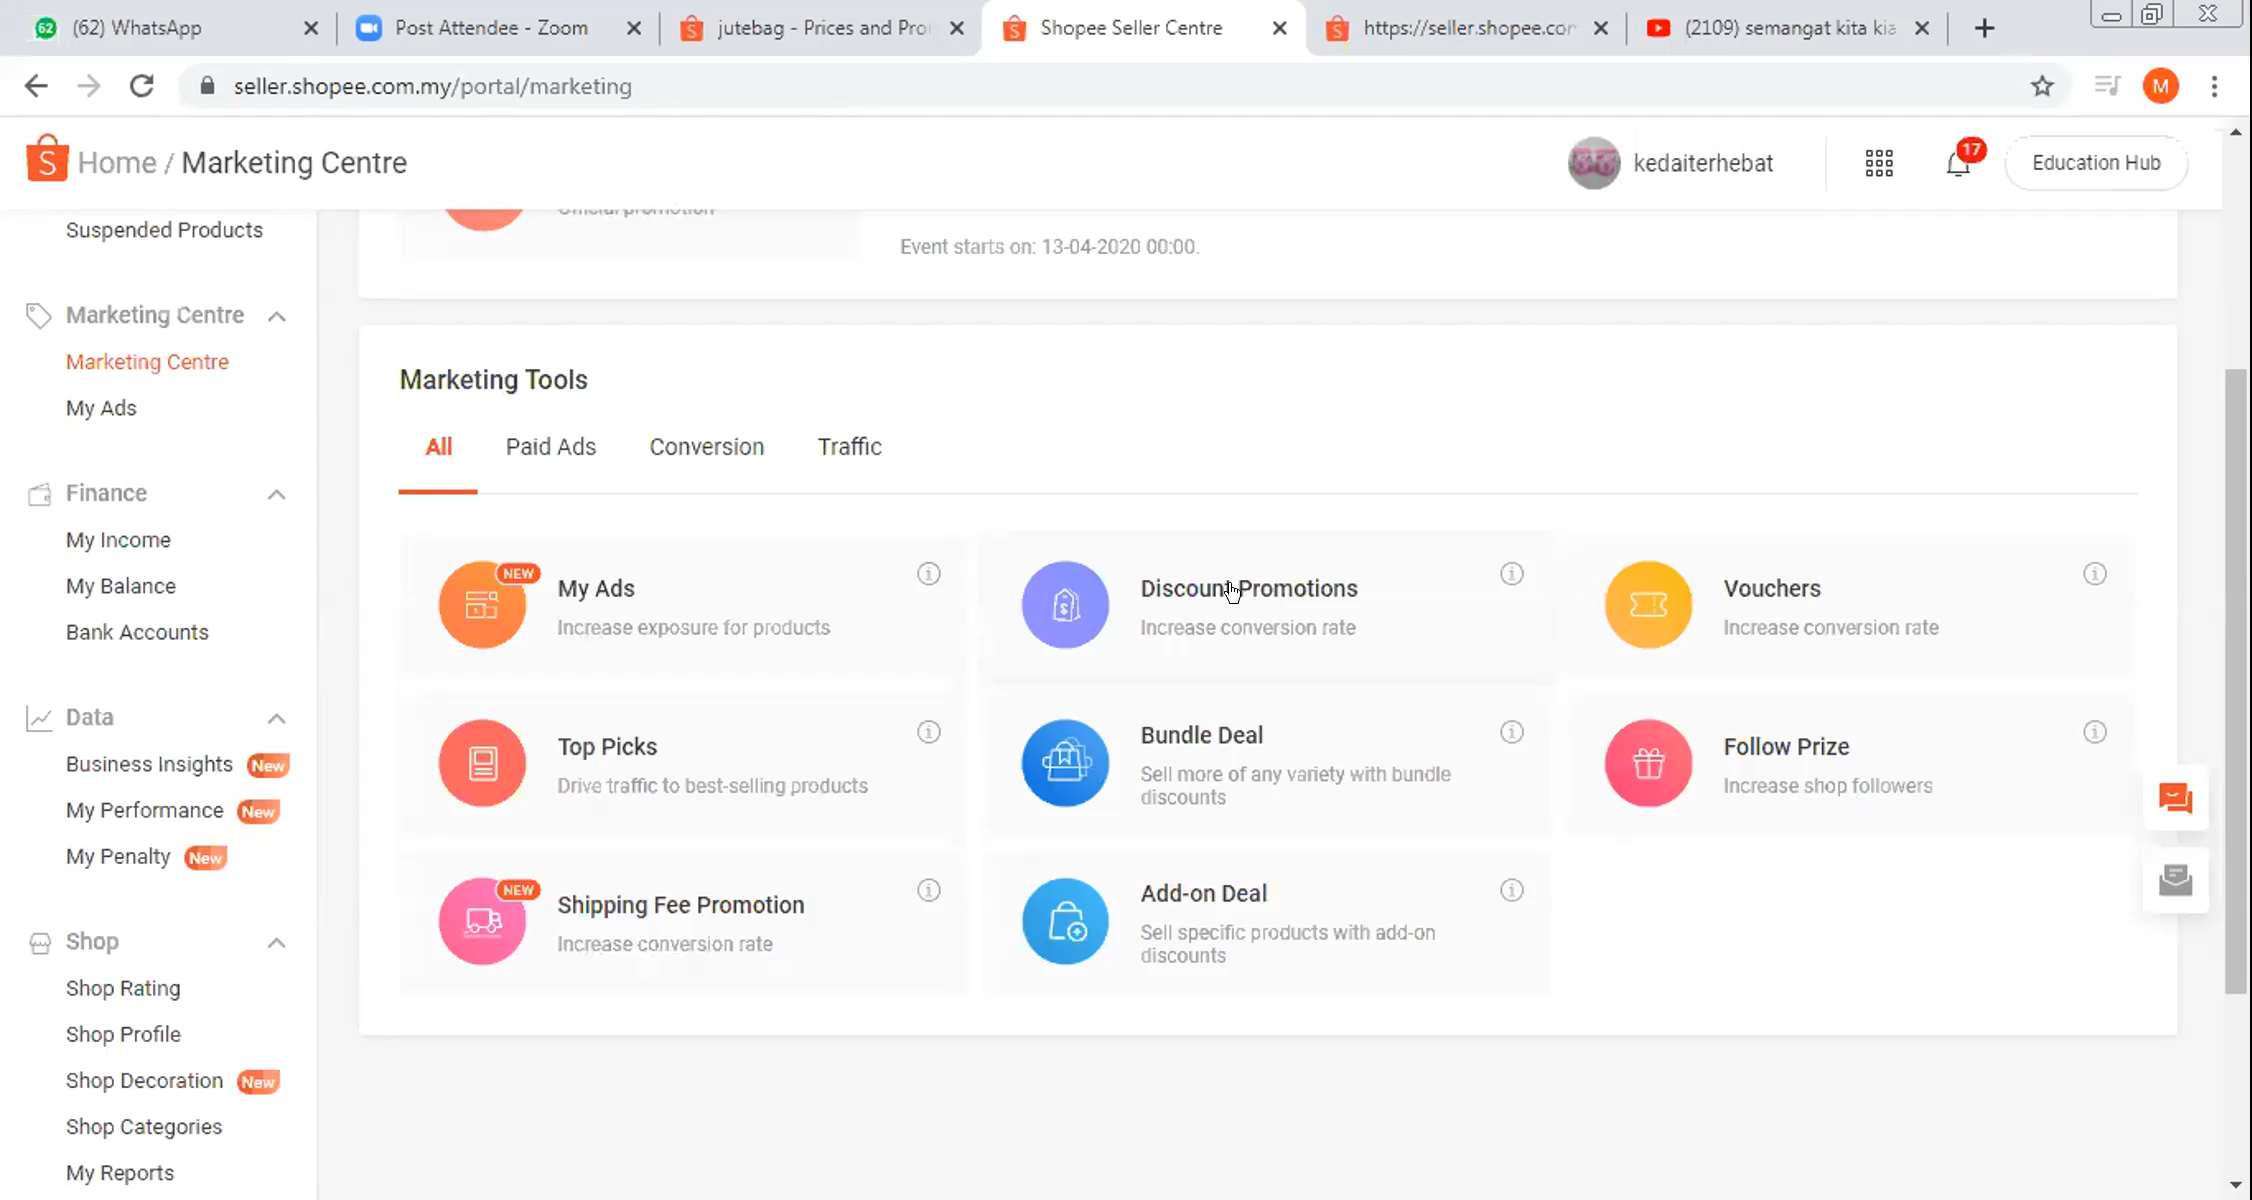 (62) WhatsApp
Post Attendee - Zoom
jutebag - Prices and Pro
Shopee Seller Centre
https://seller.shopee.cor
(2109) semangat kita kia
seller.shopee.com.my/portal/marketing
M
Home / Marketing Centre
kedaiterhebat
17
Education Hub
Suspended Products
Marketing Centre
Marketing Centre
My Ads
Finance
My Income
My Balance
Bank Accounts
Data
Business Insights New
My Performance New
My Penalty New
Shop
Shop Rating
Shop Profile
Shop Decoration New
Shop Categories
My Reports
Official promotion
Event starts on: 13-04-2020 00:00.
Marketing Tools
All Paid Ads Conversion Traffic
NEW
My Ads
Increase exposure for products
Discount Promotions
Increase conversion rate
Vouchers
Increase conversion rate
Top Picks
Drive traffic to best-selling products
Bundle Deal
Sell more of any variety with bundle
discounts
Follow Prize
Increase shop followers
NEW
Shipping Fee Promotion
Increase conversion rate
Add-on Deal
Sell specific products with add-on
discounts